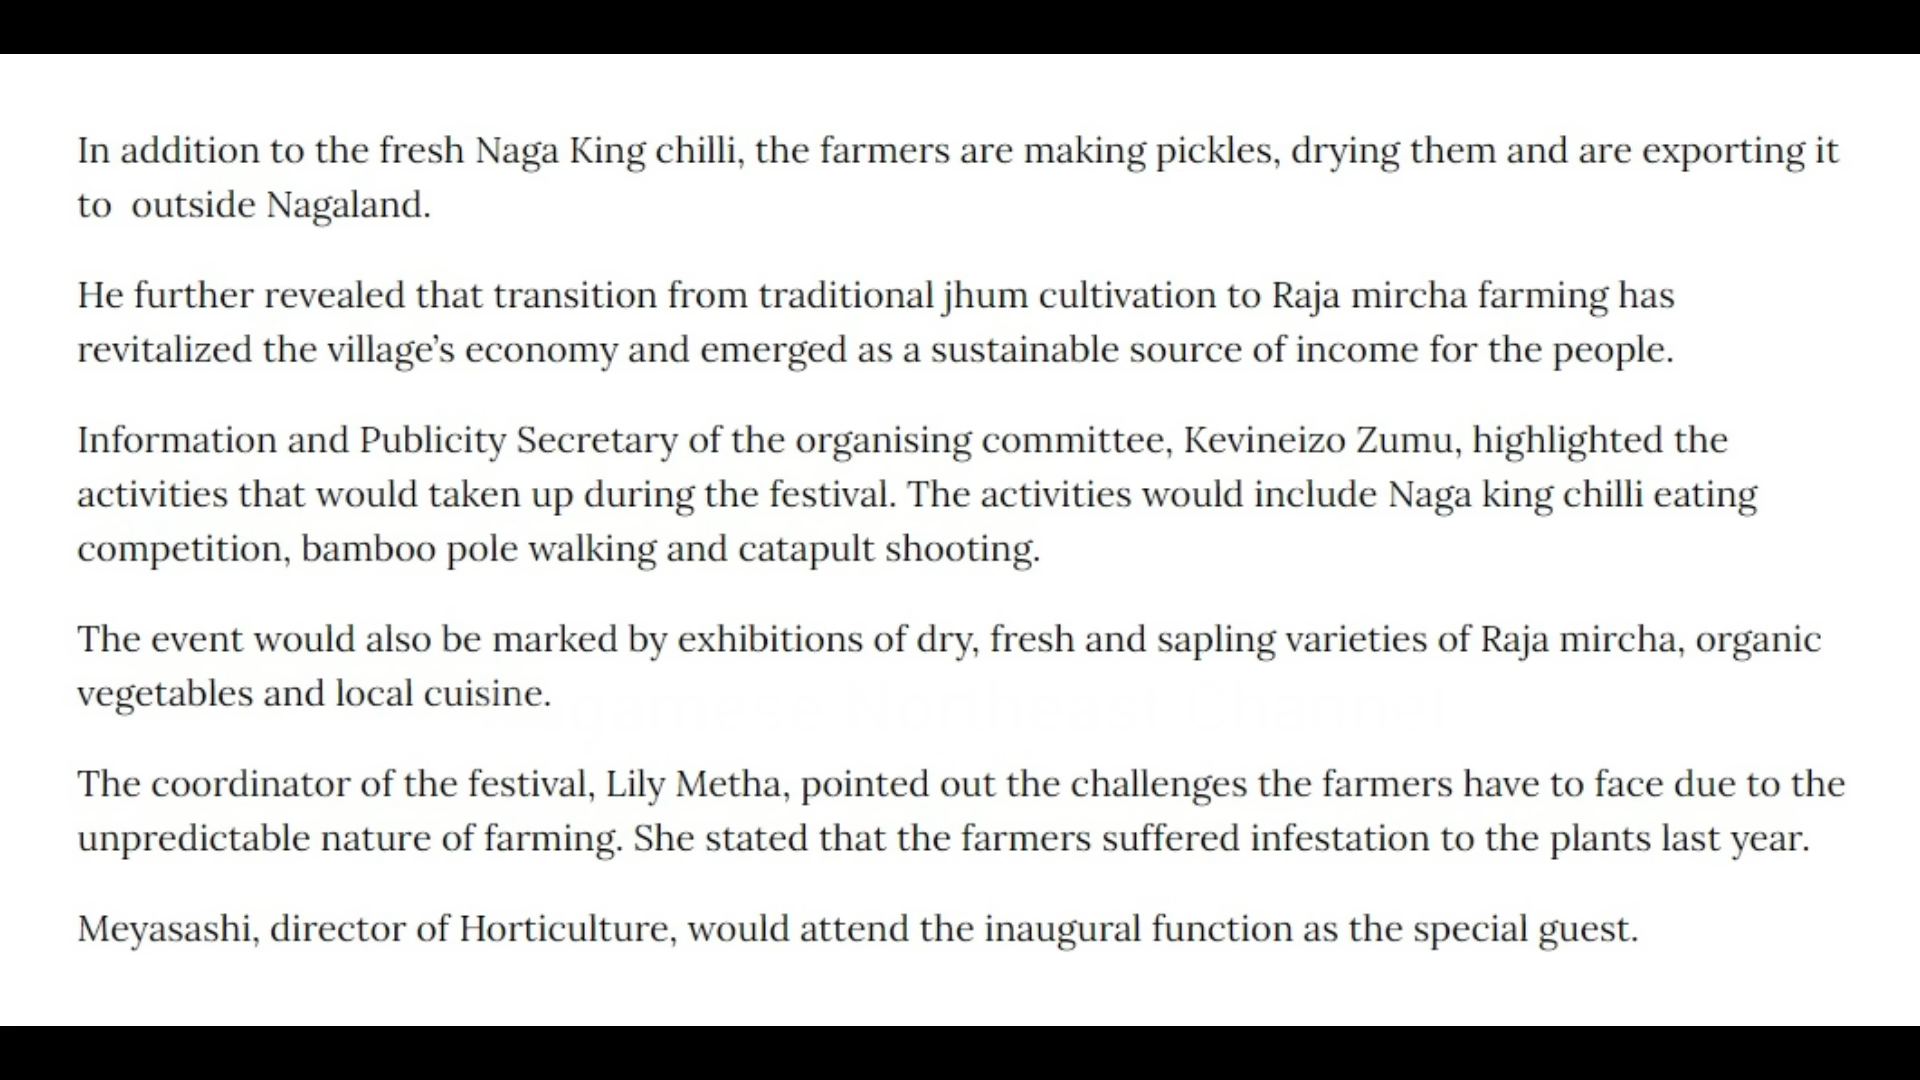 In addition to the fresh Naga King chilli, the farmers are making pickles, drying them and are exporting it
to  outside Nagaland.
He further revealed that transition from traditional jhum cultivation to Raja mircha farming has
revitalized the village’s economy and emerged as a sustainable source of income for the people.
Information and Publicity Secretary of the organising committee, Kevineizo Zumu, highlighted the
activities that would taken up during the festival. The activities would include Naga king chilli eating
competition, bamboo pole walking and catapult shooting.
The event would also be marked by exhibitions of dry, fresh and sapling varieties of Raja mircha, organic
vegetables and local cuisine.
The coordinator of the festival, Lily Metha, pointed out the challenges the farmers have to face due to the
unpredictable nature of farming. She stated that the farmers suffered infestation to the plants last year.
Meyasashi, director of Horticulture, would attend the inaugural function as the special guest.